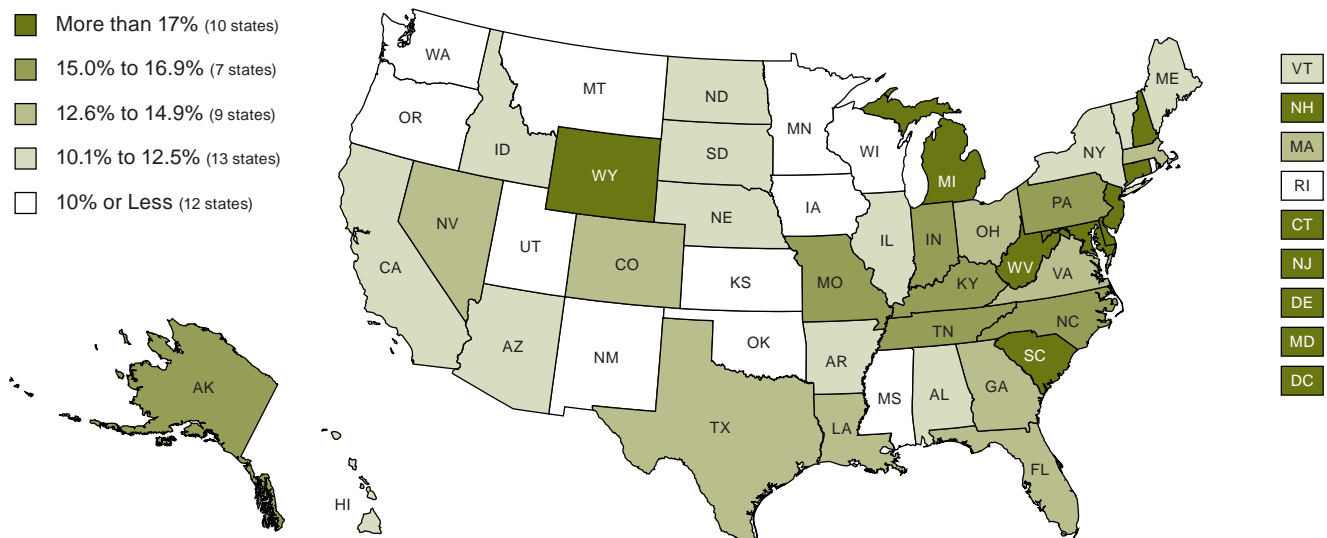 More than 17% (10 states)
15.0% to 16.9% (7 states)
12.6% to 14.9% (9 states)
10.1% to 12.5% (13 states)
10% or Less (12 states)
WA
OR
CA
NV
ID
MT
WY
UT
CO
AZ
NM
ND
SD
NE
KS
OK
TX
MN
IA
MO
AR
LA
WI
IL
MI
IN
OH
KY
TN
MS
AL
GA
FL
SC
NC
VA
WV
PA
NY
ME
AK
HI
VT
NH
MA
RI
CT
NJ
DE
MD
DC